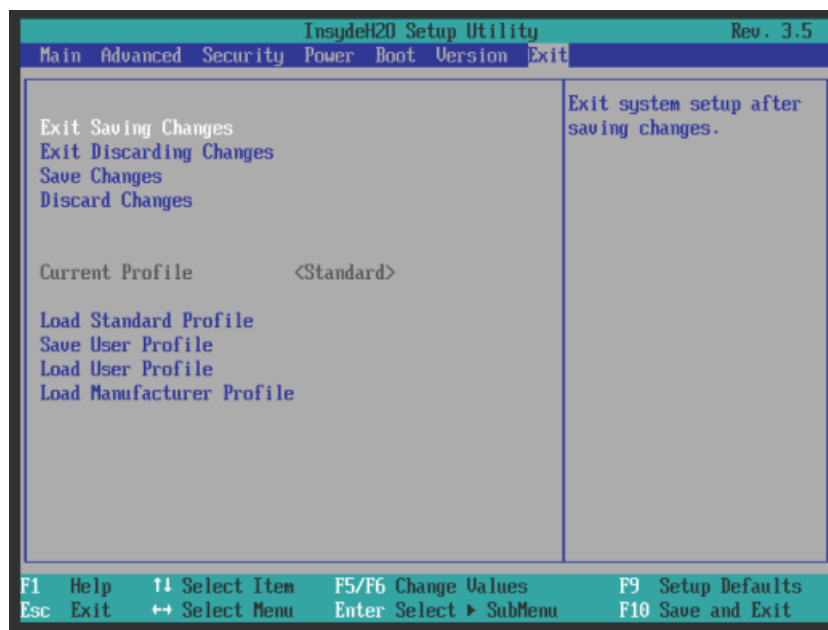 InsydeH2O Setup Utility Rev. 3.5
Main Advanced Security Power Boot Version Exit
Exit Saving Changes
Exit Discarding Changes
Save Changes
Discard Changes
Current Profile <Standard>
Load Standard Profile
Save User Profile
Load User Profile
Load Manufacturer Profile
Exit system setup after
saving changes.
F1 Help ↑↓ Select Item F5/F6 Change Values F9 Setup Defaults
Esc Exit ↔ Select Menu Enter Select ▶ SubMenu F10 Save and Exit